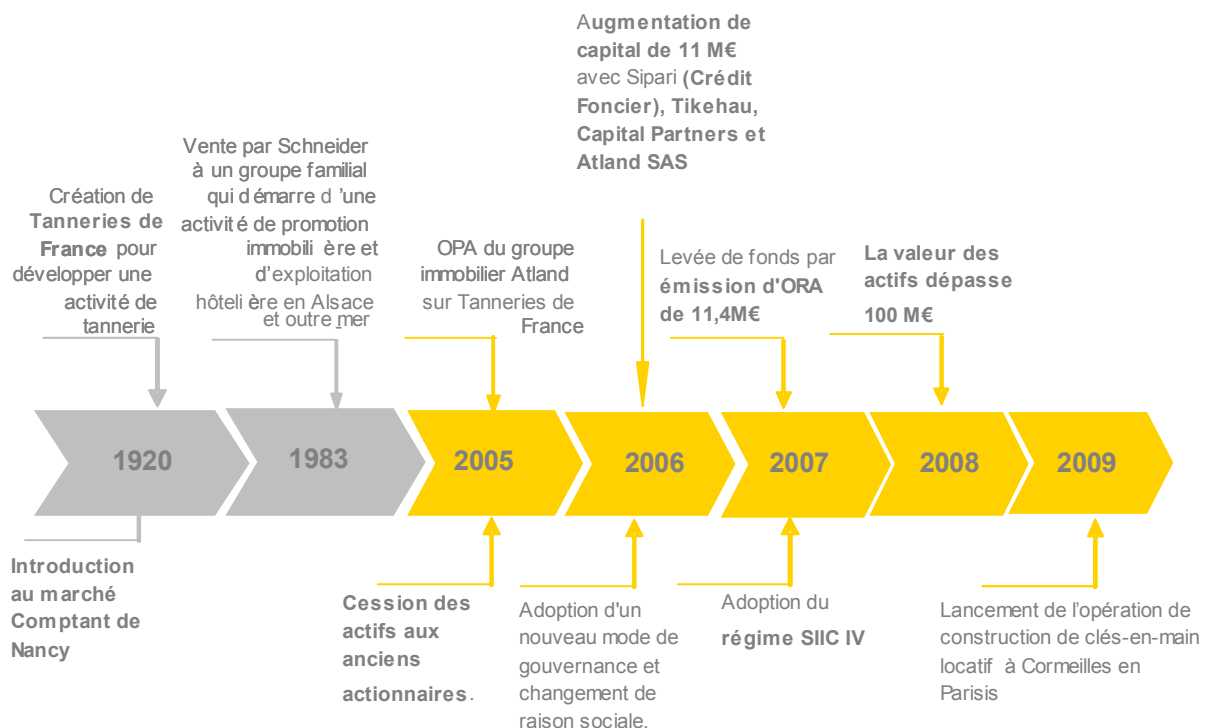 Augmentation de
capital de 11 M€
avec Sipari (Crédit
Foncier), Tikehau,
Capital Partners et
Atland SAS
Vente par Schneider
à un groupe familial
qui démarre d'une
activité de promotion
immobilière et
d'exploitation
hôtelière en Alsace
et outre mer
Création de
Tanneries de
France pour
développer une
activité de
tannerie
OPA du groupe
immobilier Atland
sur Tanneries de
France
Levée de fonds par
émission d'ORA
de 11,4M€
La valeur des
actifs dépasse
100 M€
1920
1983
2005
2006
2007
2008
2009
Introduction
au marché
Comptant de
Nancy
Cession des
actifs aux
anciens
actionnaires.
Adoption d'un
nouveau mode de
gouvernance et
changement de
raison sociale.
Adoption du
régime SIIC IV
Lancement de l'opération de
construction de clés-en-main
locatif à Cormeilles en
Parisis